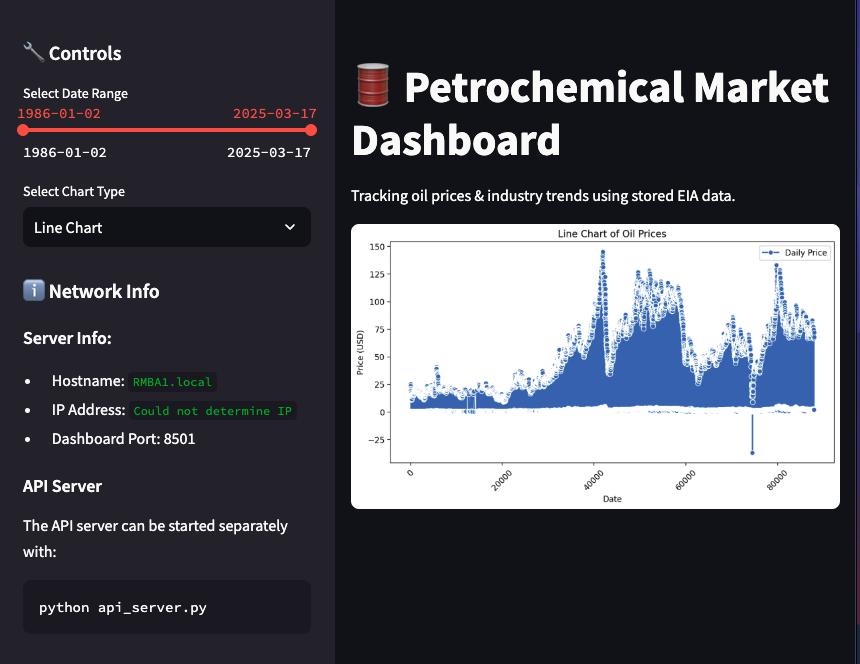 Controls
Select Date Range
1986-01-02 2025-03-17
1986-01-02 2025-03-17
Select Chart Type
Line Chart
Network Info
Server Info:
Hostname: RMBA1.local
IP Address: Could not determine IP
Dashboard Port: 8501
API Server
The API server can be started separately
with:
python api_server.py
Petrochemical Market
Dashboard
Tracking oil prices & industry trends using stored EIA data.
Line Chart of Oil Prices
Daily Price
Price (USD)
150
125
100
75
50
25
0
−25
0 20000 40000 60000 80000
Date